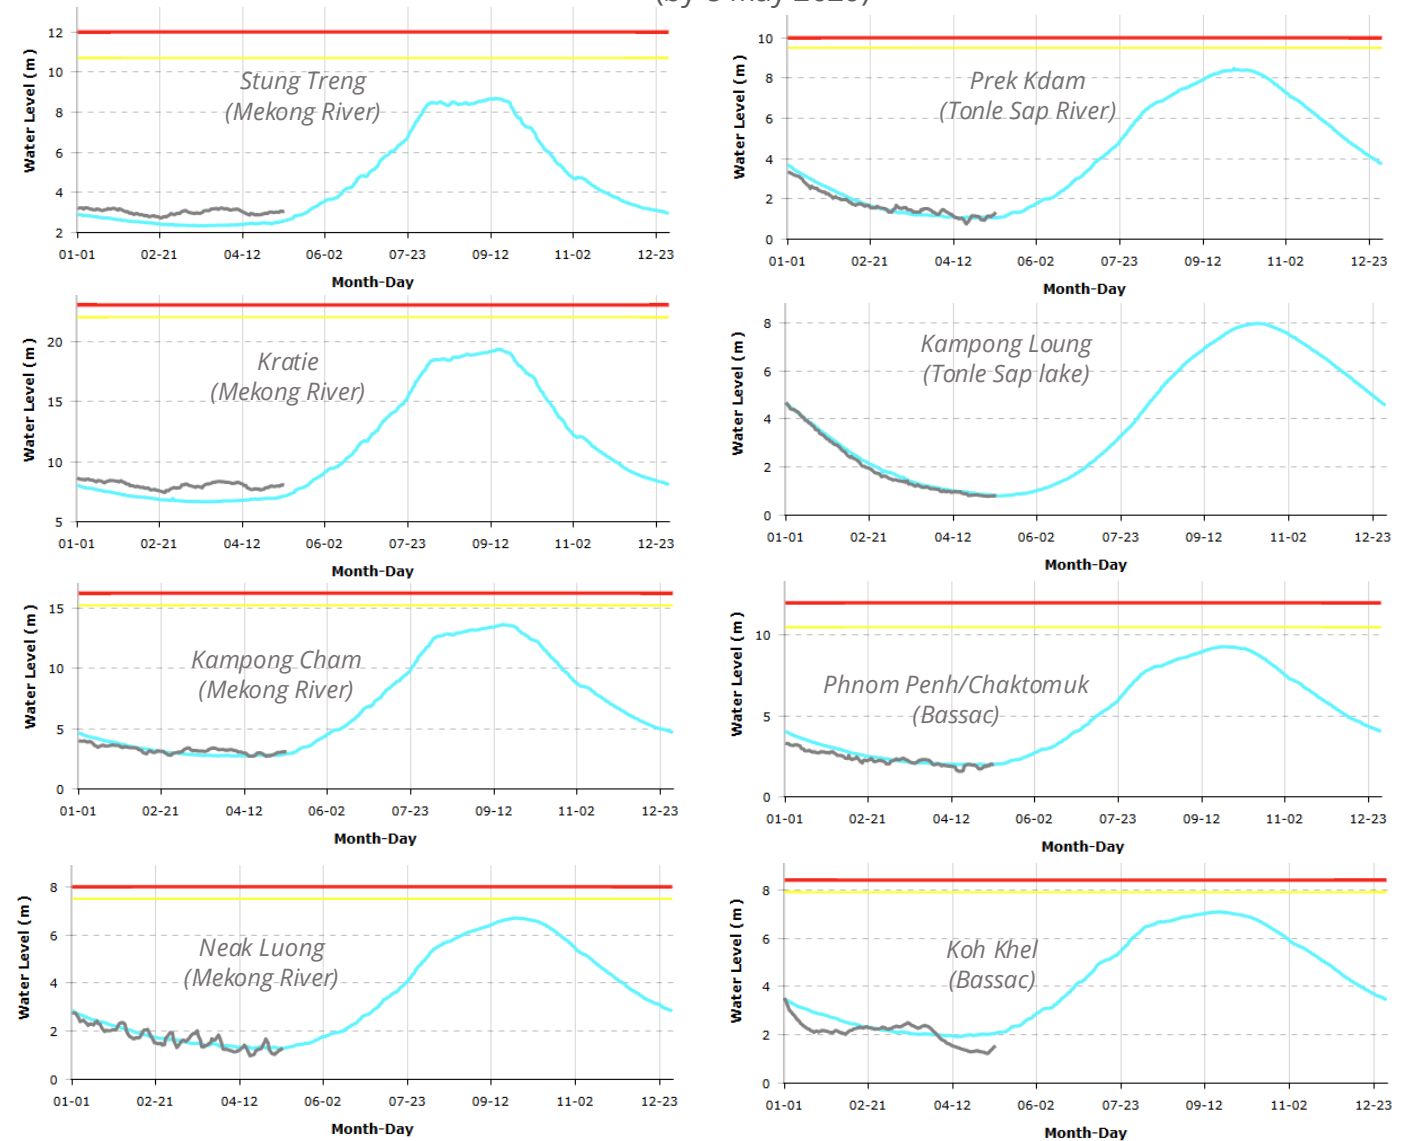 (by May
12
10
8
6
4
2
Water Level (m)
Stung Treng
(Mekong River)
01-01 02-21 04-12 06-02 07-23 09-12 11-02 12-23
Month-Day
10
8
6
4
2
0
Water Level (m)
Prek Kdam
(Tonle Sap River)
01-01 02-21 04-12 06-02 07-23 09-12 11-02 12-23
Month-Day
20
15
10
5
Water Level (m)
Kratie
(Mekong River)
01-01 02-21 04-12 06-02 07-23 09-12 11-02 12-23
Month-Day
8
6
4
2
0
Water Level (m)
Kampong Loung
(Tonle Sap lake)
01-01 02-21 04-12 06-02 07-23 09-12 11-02 12-23
Month-Day
15
10
5
0
Water Level (m)
Kampong Cham
(Mekong River)
01-01 02-21 04-12 06-02 07-23 09-12 11-02 12-23
Month-Day
10
5
0
Water Level (m)
Phnom Penh/Chaktomuk
(Bassac)
01-01 02-21 04-12 06-02 07-23 09-12 11-02 12-23
Month-Day
8
6
4
2
0
Water Level (m)
Neak Luong
(Mekong River)
01-01 02-21 04-12 06-02 07-23 09-12 11-02 12-23
Month-Day
8
6
4
2
0
Water Level (m)
Koh Khel
(Bassac)
01-01 02-21 04-12 06-02 07-23 09-12 11-02 12-23
Month-Day